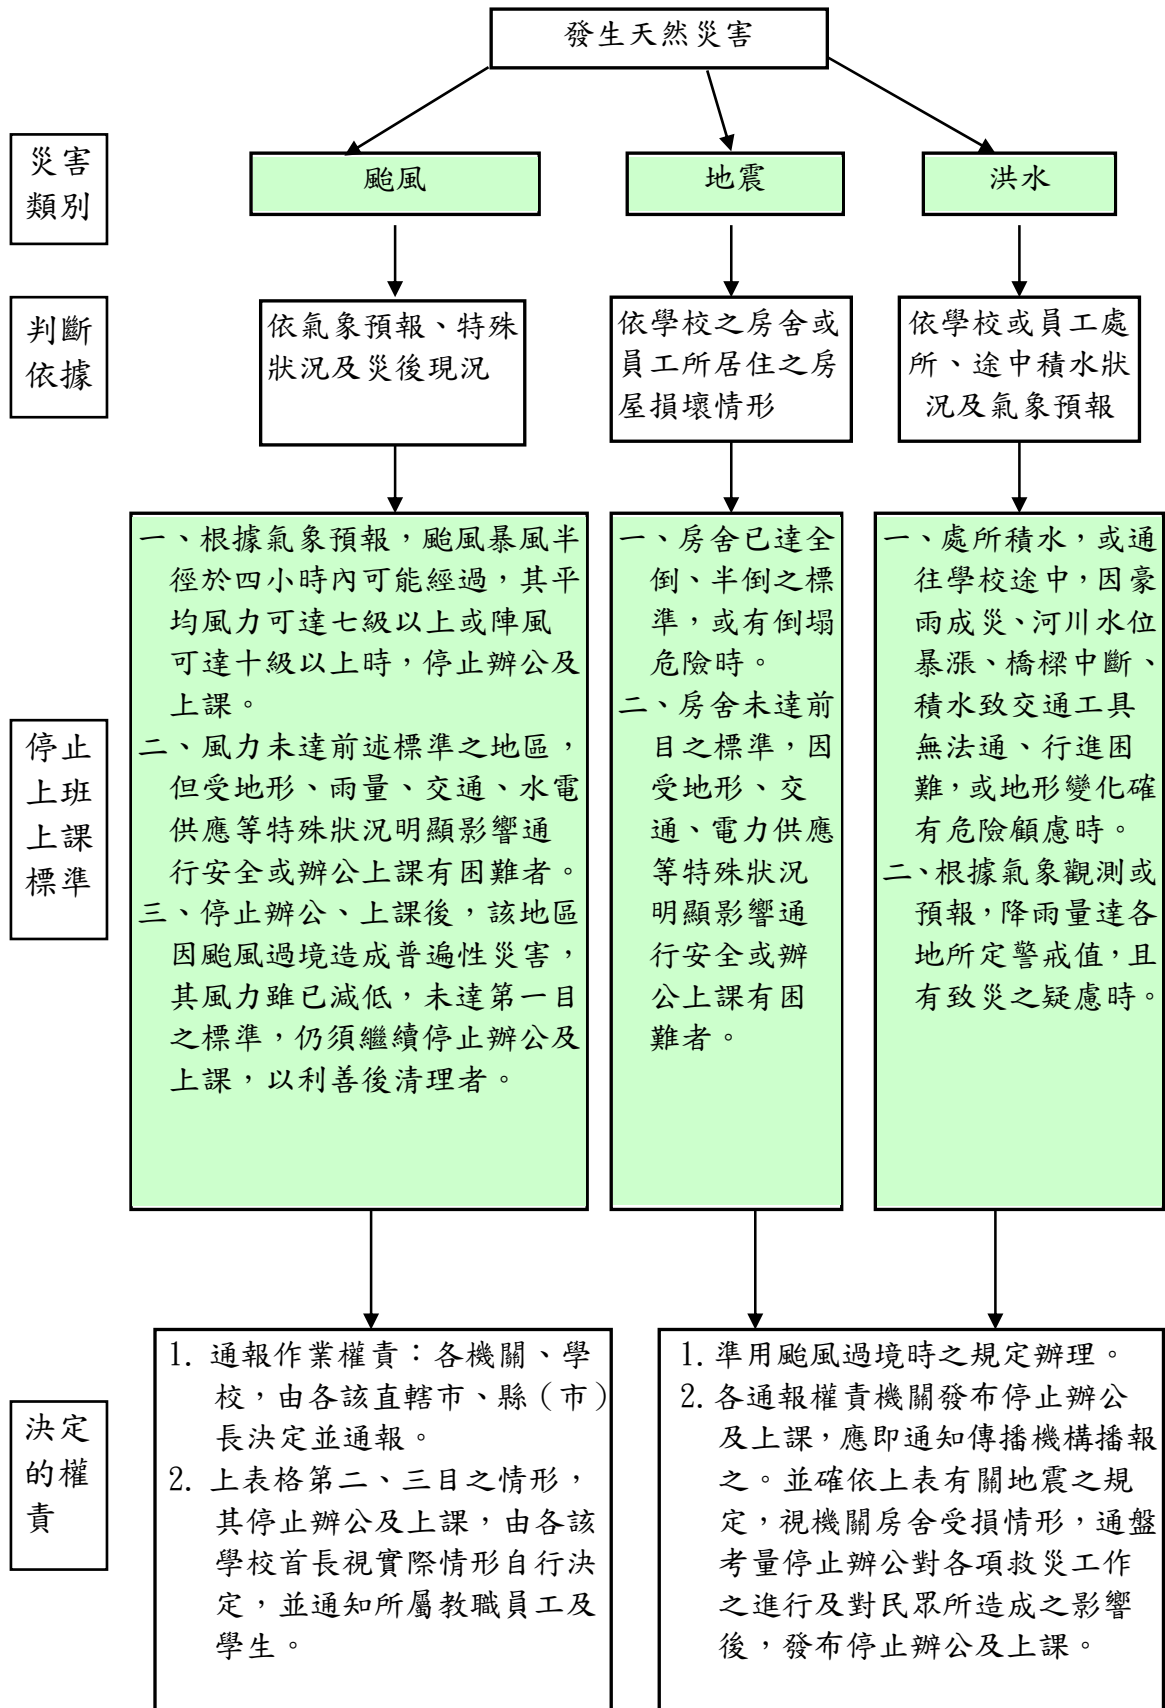 發生天然災害
災害
類別
颱風
地震
洪水
判斷
依據
依氣象預報、特殊
狀況及災後現況
依學校之房舍或
員工所居住之房
屋損壞情形
依學校或員工處
所、途中積水狀
況及氣象預報
停止
上班
上課
標準
一、根據氣象預報，颱風暴風半
徑於四小時內可能經過，其平
均風力可達七級以上或陣風
可達十級以上時，停止辦公及
上課。
二、風力未達前述標準之地區，
但受地形、雨量、交通、水電
供應等特殊狀況明顯影響通
行安全或辦公上課有困難者。
三、停止辦公、上課後，該地區
因颱風過境造成普遍性災害，
其風力雖已減低，未達第一目
之標準，仍須繼續停止辦公及
上課，以利善後清理者。
一、房舍已達全
倒、半倒之標
準，或有倒塌
危險時。
二、房舍未達前
目之標準，因
受地形、交
通、電力供應
等特殊狀況
明顯影響通
行安全或辦
公上課有困
難者。
一、處所積水，或通
往學校途中，因豪
雨成災、河川水位
暴漲、橋樑中斷、
積水致交通工具
無法通、行進困
難，或地形變化確
有危險顧慮時。
二、根據氣象觀測或
預報，降雨量達各
地所定警戒值，且
有致災之疑慮時。
決定
的權
責
1. 通報作業權責：各機關、學
校，由各該直轄市、縣（市）
長決定並通報。
2. 上表格第二、三目之情形，
其停止辦公及上課，由各該
學校首長視實際情形自行決
定，並通知所屬教職員工及
學生。
1. 準用颱風過境時之規定辦理。
2. 各通報權責機關發布停止辦公
及上課，應即通知傳播機構播報
之。並確依上表有關地震之規
定，視機關房舍受損情形，通盤
考量停止辦公對各項救災工作
之進行及對民眾所造成之影響
後，發布停止辦公及上課。